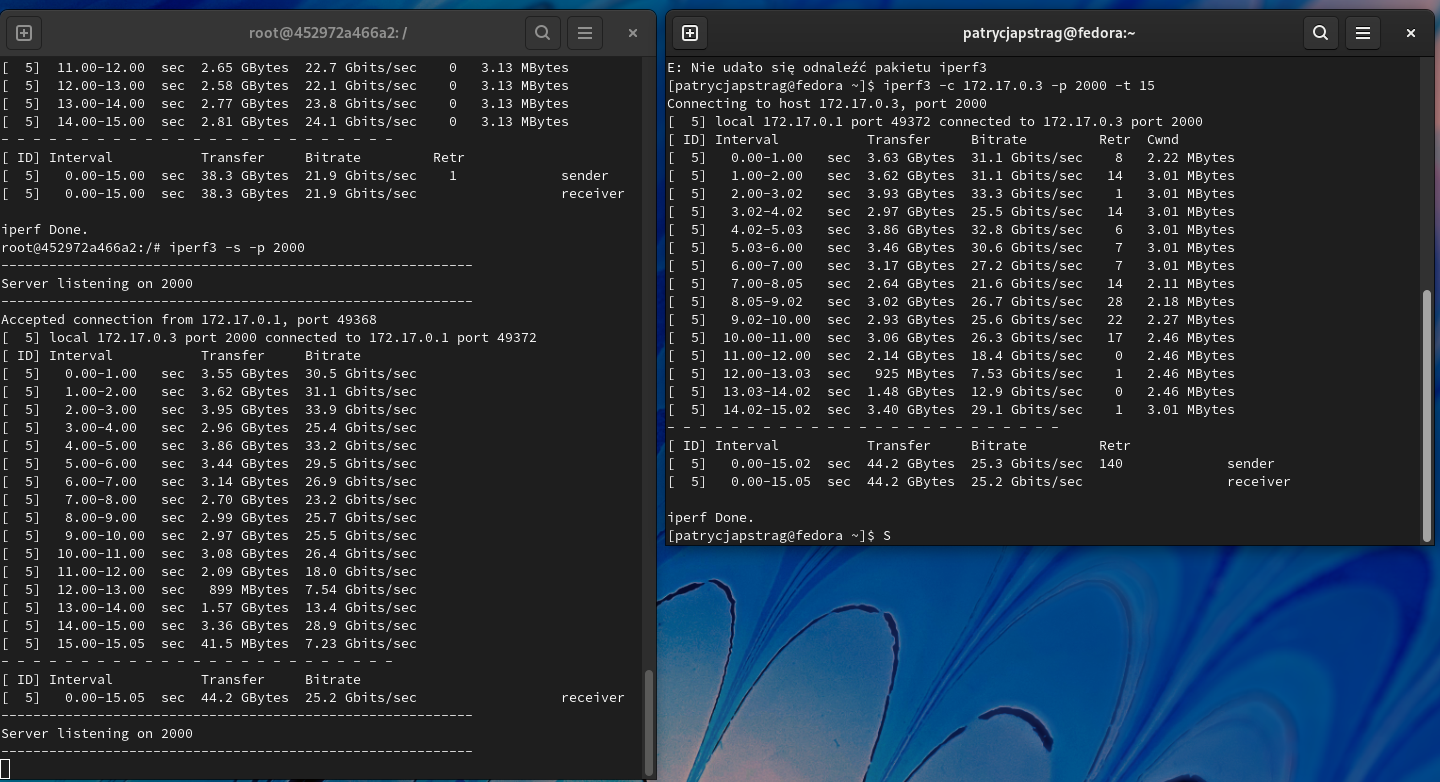 root@452972a466a2: /
[  5]  11.00-12.00  sec  2.65 GBytes  22.7 Gbits/sec    0   3.13 MBytes
[  5]  12.00-13.00  sec  2.58 GBytes  22.1 Gbits/sec    0   3.13 MBytes
[  5]  13.00-14.00  sec  2.77 GBytes  23.8 Gbits/sec    0   3.13 MBytes
[  5]  14.00-15.00  sec  2.81 GBytes  24.1 Gbits/sec    0   3.13 MBytes
- - - - - - - - - - - - - - - - - - - - - - - - -
[ ID] Interval           Transfer     Bitrate         Retr
[  5]   0.00-15.00  sec  38.3 GBytes  21.9 Gbits/sec    1             sender
[  5]   0.00-15.00  sec  38.3 GBytes  21.9 Gbits/sec                  receiver

iperf Done.
root@452972a466a2:/# iperf3 -s -p 2000
-----------------------------------------------------------
Server listening on 2000
-----------------------------------------------------------
Accepted connection from 172.17.0.1, port 49368
[  5] local 172.17.0.3 port 2000 connected to 172.17.0.1 port 49372
[ ID] Interval           Transfer     Bitrate
[  5]   0.00-1.00   sec  3.55 GBytes  30.5 Gbits/sec
[  5]   1.00-2.00   sec  3.62 GBytes  31.1 Gbits/sec
[  5]   2.00-3.00   sec  3.95 GBytes  33.9 Gbits/sec
[  5]   3.00-4.00   sec  2.96 GBytes  25.4 Gbits/sec
[  5]   4.00-5.00   sec  3.86 GBytes  33.2 Gbits/sec
[  5]   5.00-6.00   sec  3.44 GBytes  29.5 Gbits/sec
[  5]   6.00-7.00   sec  3.14 GBytes  26.9 Gbits/sec
[  5]   7.00-8.00   sec  2.70 GBytes  23.2 Gbits/sec
[  5]   8.00-9.00   sec  2.99 GBytes  25.7 Gbits/sec
[  5]   9.00-10.00  sec  2.97 GBytes  25.5 Gbits/sec
[  5]  10.00-11.00  sec  3.08 GBytes  26.4 Gbits/sec
[  5]  11.00-12.00  sec  2.09 GBytes  18.0 Gbits/sec
[  5]  12.00-13.00  sec   899 MBytes  7.54 Gbits/sec
[  5]  13.00-14.00  sec  1.57 GBytes  13.4 Gbits/sec
[  5]  14.00-15.00  sec  3.36 GBytes  28.9 Gbits/sec
[  5]  15.00-15.05  sec  41.5 MBytes  7.23 Gbits/sec
- - - - - - - - - - - - - - - - - - - - - - - - -
[ ID] Interval           Transfer     Bitrate
[  5]   0.00-15.05  sec  44.2 GBytes  25.2 Gbits/sec                  receiver
-----------------------------------------------------------
Server listening on 2000
-----------------------------------------------------------
patrycjapstrag@fedora:~
E: Nie udało się odnaleźć pakietu iperf3
[patrycjapstrag@fedora ~]$ iperf3 -c 172.17.0.3 -p 2000 -t 15
Connecting to host 172.17.0.3, port 2000
[  5] local 172.17.0.1 port 49372 connected to 172.17.0.3 port 2000
[ ID] Interval           Transfer     Bitrate         Retr  Cwnd
[  5]   0.00-1.00   sec  3.63 GBytes  31.1 Gbits/sec    8   2.22 MBytes
[  5]   1.00-2.00   sec  3.62 GBytes  31.1 Gbits/sec   14   3.01 MBytes
[  5]   2.00-3.02   sec  3.93 GBytes  33.3 Gbits/sec    1   3.01 MBytes
[  5]   3.02-4.02   sec  2.97 GBytes  25.5 Gbits/sec   14   3.01 MBytes
[  5]   4.02-5.03   sec  3.86 GBytes  32.8 Gbits/sec    6   3.01 MBytes
[  5]   5.03-6.00   sec  3.46 GBytes  30.6 Gbits/sec    7   3.01 MBytes
[  5]   6.00-7.00   sec  3.17 GBytes  27.2 Gbits/sec    7   3.01 MBytes
[  5]   7.00-8.05   sec  2.64 GBytes  21.6 Gbits/sec   14   2.11 MBytes
[  5]   8.05-9.02   sec  3.02 GBytes  26.7 Gbits/sec   28   2.18 MBytes
[  5]   9.02-10.00  sec  2.93 GBytes  25.6 Gbits/sec   22   2.27 MBytes
[  5]  10.00-11.00  sec  3.06 GBytes  26.3 Gbits/sec   17   2.46 MBytes
[  5]  11.00-12.00  sec  2.14 GBytes  18.4 Gbits/sec    0   2.46 MBytes
[  5]  12.00-13.03  sec   925 MBytes  7.53 Gbits/sec    1   2.46 MBytes
[  5]  13.03-14.02  sec  1.48 GBytes  12.9 Gbits/sec    0   2.46 MBytes
[  5]  14.02-15.02  sec  3.40 GBytes  29.1 Gbits/sec    1   3.01 MBytes
- - - - - - - - - - - - - - - - - - - - - - - - -
[ ID] Interval           Transfer     Bitrate         Retr
[  5]   0.00-15.02  sec  44.2 GBytes  25.3 Gbits/sec  140             sender
[  5]   0.00-15.05  sec  44.2 GBytes  25.2 Gbits/sec                  receiver

iperf Done.
[patrycjapstrag@fedora ~]$ S